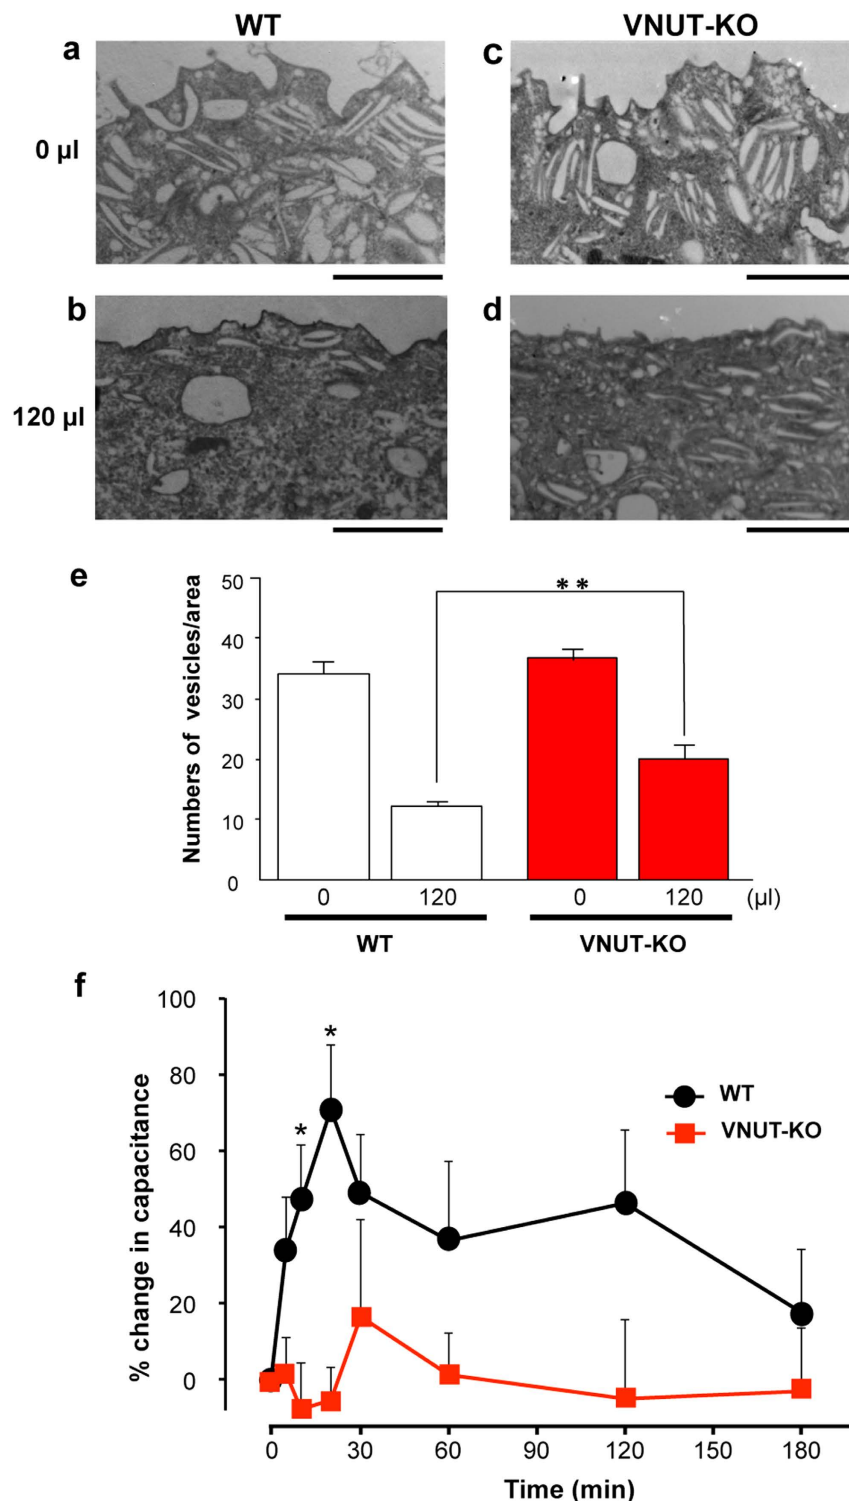 WT VNUT-KO
a c
0 µl
b d
120 µl
e
Numbers of vesicles/area
50
40
30
20
10
0
**
0 120 0 120 (µl)
WT VNUT-KO
f
% change in capacitance
100
80
60
40
20
0
*
*
WT
VNUT-KO
0 30 60 90 120 150 180
Time (min)